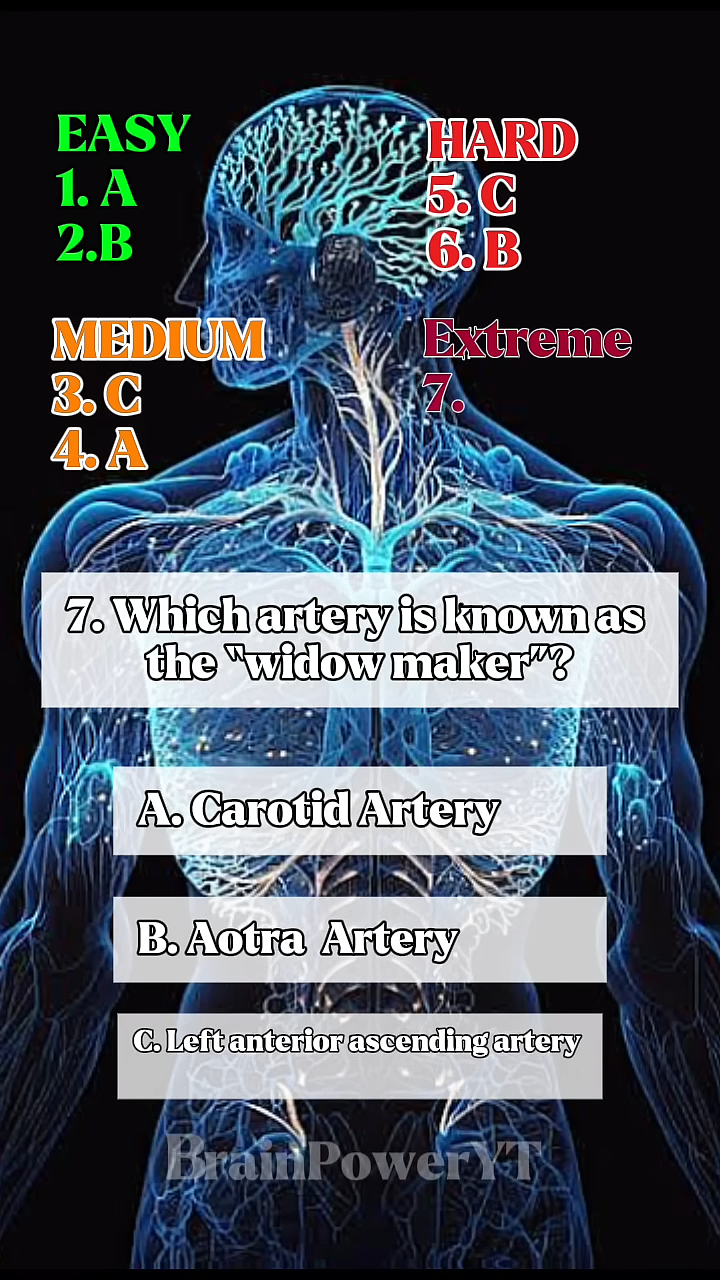 EASY
1. A
2.B
HARD
5. C
6. B
MEDIUM
3. C
4. A
Extreme
7.
7. Which artery is known as
the "widow maker"?
A. Carotid Artery
B. Aotra Artery
C. Left anterior ascending artery
BrainPowerYT